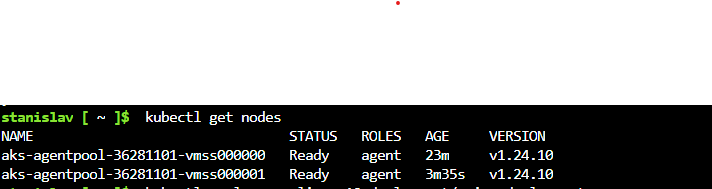 stanislav [ ~ ]$ kubectl get nodes
NAME STATUS ROLES AGE VERSION
aks-agentpool-36281101-vmss000000 Ready agent 23m v1.24.10
aks-agentpool-36281101-vmss000001 Ready agent 3m35s v1.24.10